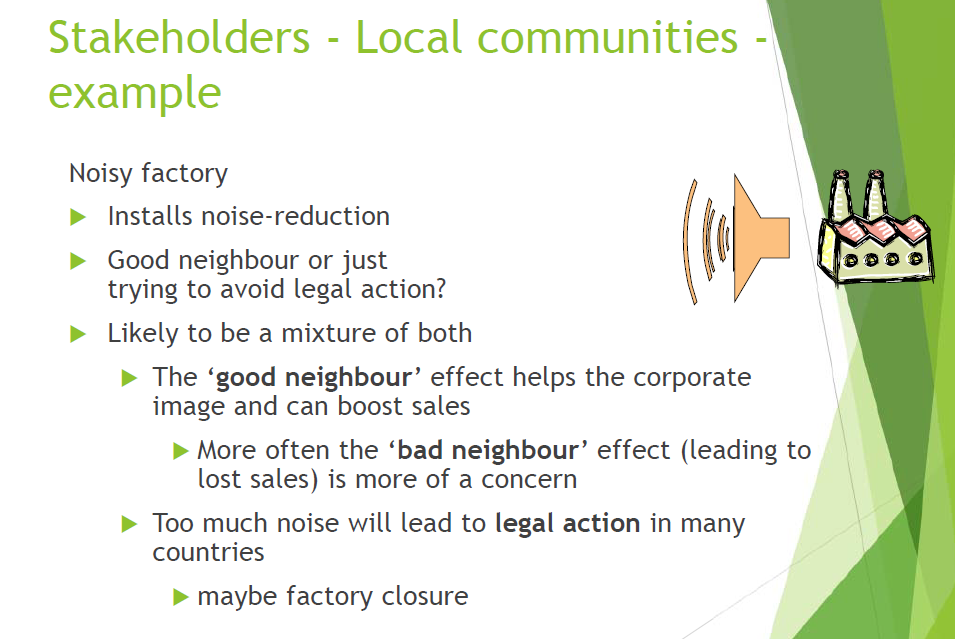 Stakeholders - Local communities -
example
Noisy factory
Installs noise-reduction
Good neighbour or just
trying to avoid legal action?
Likely to be a mixture of both
The ‘good neighbour’ effect helps the corporate
image and can boost sales
More often the ‘bad neighbour’ effect (leading to
lost sales) is more of a concern
Too much noise will lead to legal action in many
countries
maybe factory closure